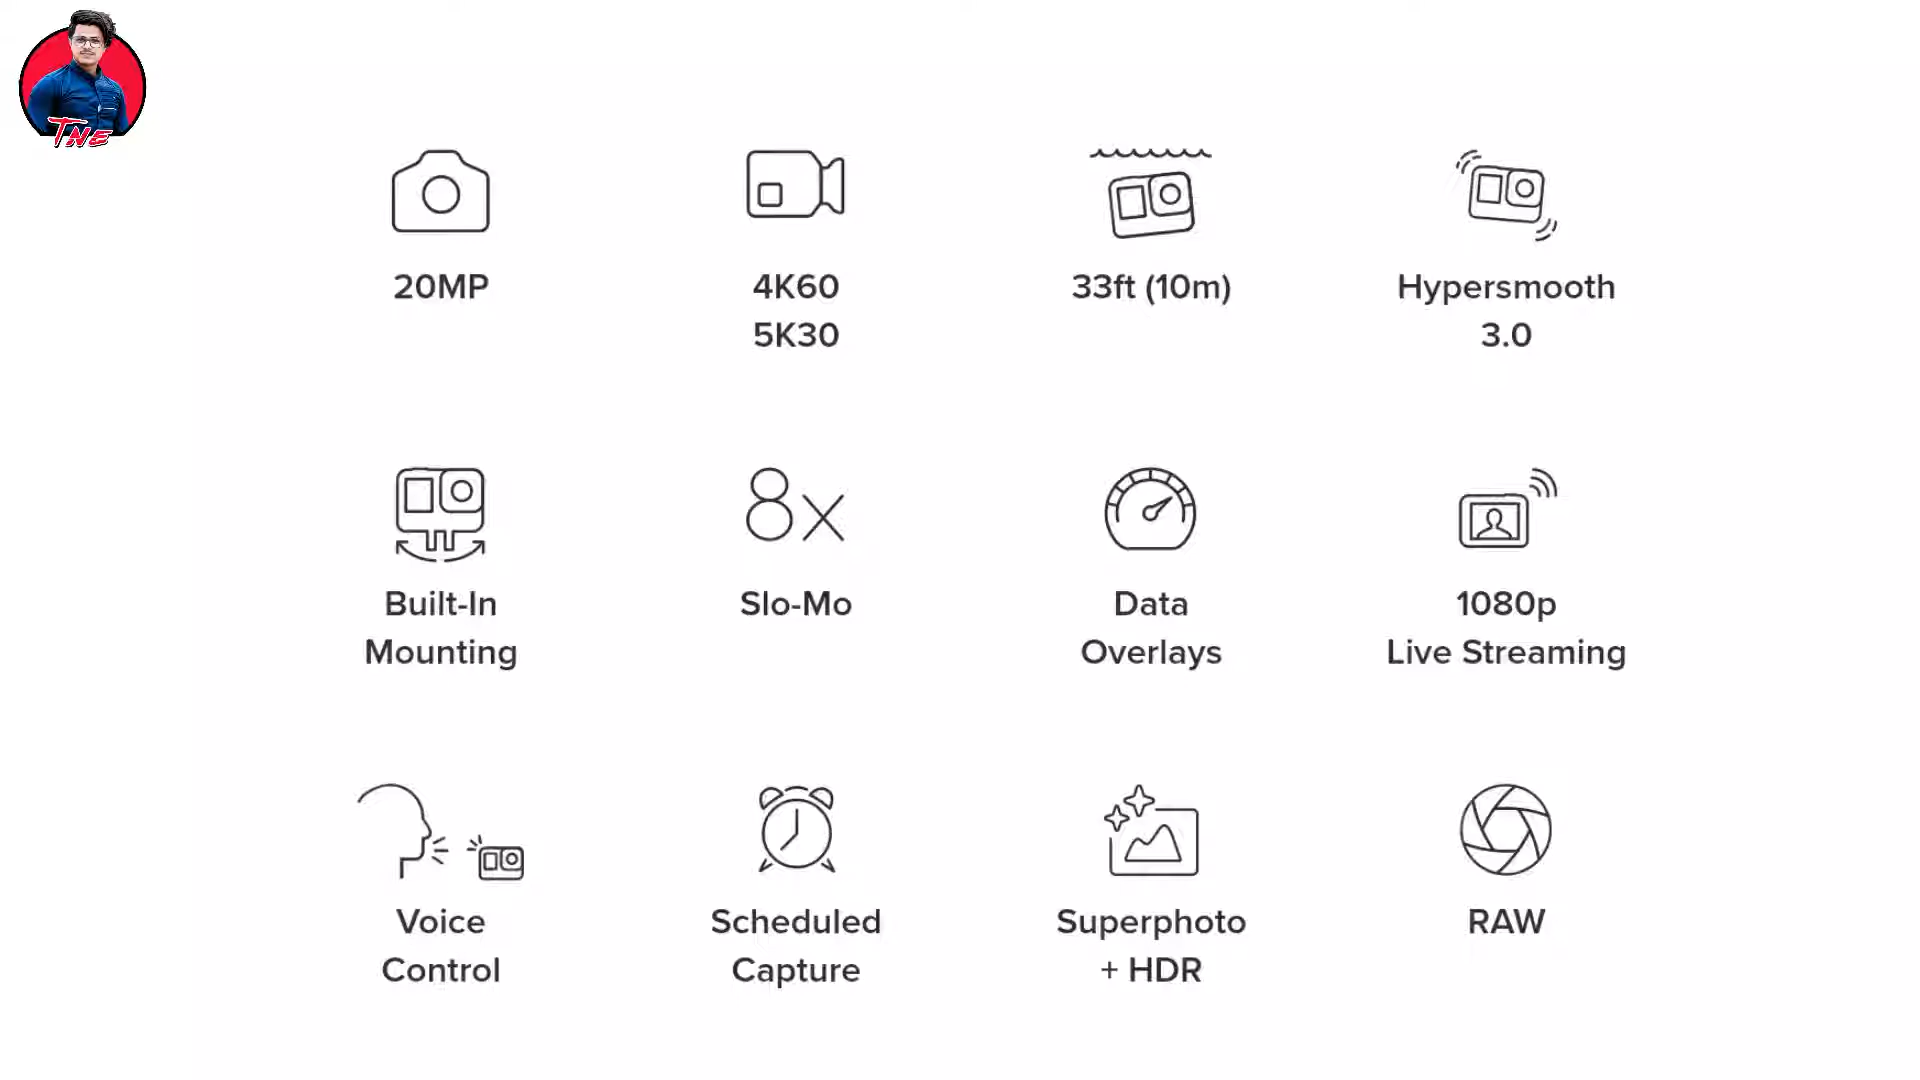 TNE
20MP
4K60
5K30
33ft (10m)
Hypersmooth
3.0
Built-In
Mounting
8x
Slo-Mo
Data
Overlays
1080p
Live Streaming
Voice
Control
Scheduled
Capture
Superphoto
+ HDR
RAW